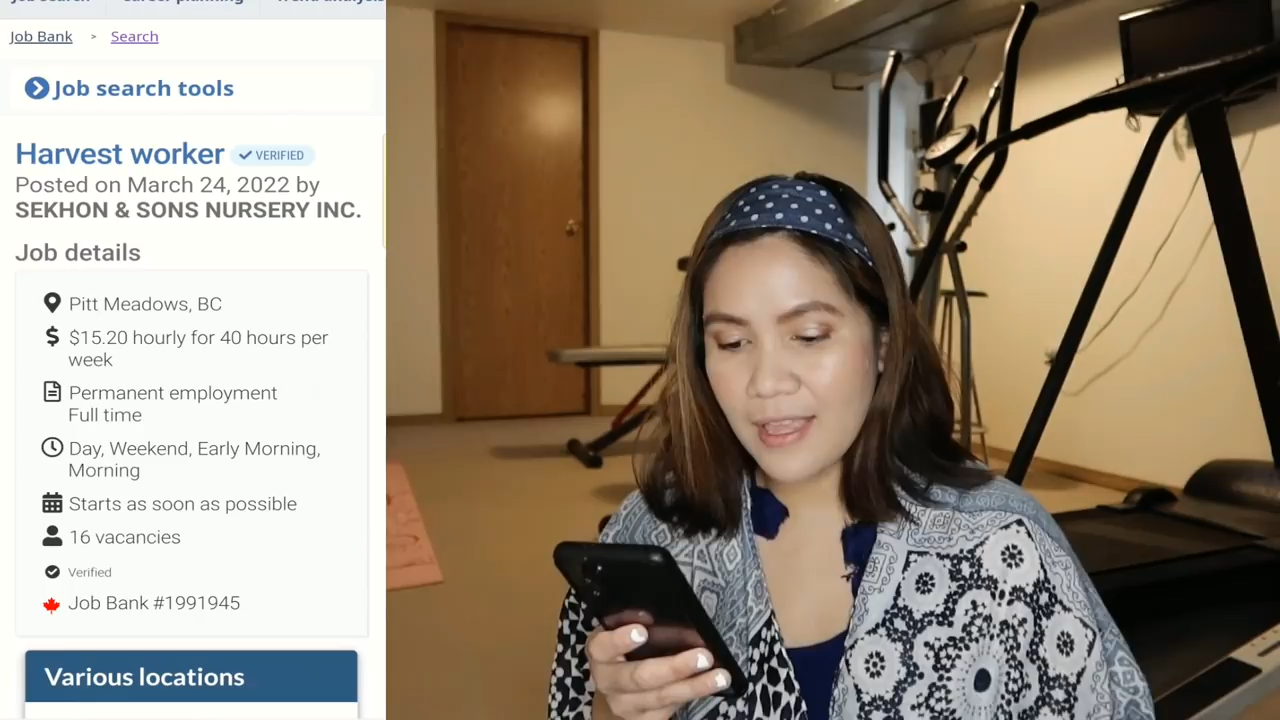 Job Bank > Search
Job search tools
Harvest worker VERIFIED
Posted on March 24, 2022 by
SEKHON & SONS NURSERY INC.
Job details
Pitt Meadows, BC
$ $15.20 hourly for 40 hours per
week
Permanent employment
Full time
Day, Weekend, Early Morning,
Morning
Starts as soon as possible
16 vacancies
Verified
Job Bank #1991945
Various locations